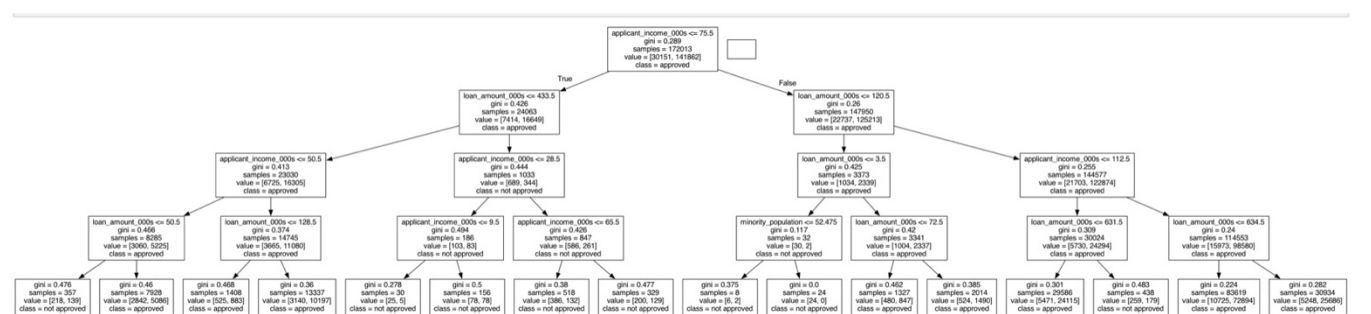 applicant_income_000s <= 75.5
gini = 0.289
samples = 172013
value = [30151, 141862]
class = approved
True
False
loan_amount_000s <= 433.5
gini = 0.426
samples = 24063
value = [7414, 16649]
class = approved
loan_amount_000s <= 120.5
gini = 0.26
samples = 147950
value = [22737, 125213]
class = approved
applicant_income_000s <= 50.5
gini = 0.413
samples = 23030
value = [6725, 16305]
class = approved
applicant_income_000s <= 28.5
gini = 0.444
samples = 1033
value = [689, 344]
class = not approved
loan_amount_000s <= 3.5
gini = 0.425
samples = 3373
value = [1034, 2339]
class = approved
applicant_income_000s <= 112.5
gini = 0.255
samples = 144577
value = [21703, 122874]
class = approved
loan_amount_000s <= 50.5
gini = 0.466
samples = 8285
value = [3060, 5225]
class = approved
loan_amount_000s <= 128.5
gini = 0.374
samples = 14745
value = [3665, 11080]
class = approved
applicant_income_000s <= 9.5
gini = 0.494
samples = 186
value = [103, 83]
class = not approved
applicant_income_000s <= 65.5
gini = 0.426
samples = 847
value = [586, 261]
class = not approved
minority_population <= 52.475
gini = 0.117
samples = 32
value = [30, 2]
class = not approved
loan_amount_000s <= 72.5
gini = 0.42
samples = 3341
value = [1004, 2337]
class = approved
loan_amount_000s <= 631.5
gini = 0.309
samples = 30024
value = [5730, 24294]
class = approved
loan_amount_000s <= 634.5
gini = 0.24
samples = 114553
value = [15973, 98580]
class = approved
gini = 0.476
samples = 357
value = [218, 139]
class = not approved
gini = 0.46
samples = 7928
value = [2842, 5086]
class = approved
gini = 0.468
samples = 1408
value = [525, 883]
class = approved
gini = 0.36
samples = 13337
value = [3140, 10197]
class = approved
gini = 0.278
samples = 30
value = [25, 5]
class = not approved
gini = 0.5
samples = 156
value = [78, 78]
class = not approved
gini = 0.38
samples = 518
value = [386, 132]
class = not approved
gini = 0.477
samples = 329
value = [200, 129]
class = not approved
gini = 0.375
samples = 8
value = [6, 2]
class = not approved
gini = 0.0
samples = 24
value = [24, 0]
class = not approved
gini = 0.462
samples = 1327
value = [480, 847]
class = approved
gini = 0.385
samples = 2014
value = [524, 1490]
class = approved
gini = 0.301
samples = 29586
value = [5471, 24115]
class = approved
gini = 0.483
samples = 438
value = [259, 179]
class = not approved
gini = 0.224
samples = 83619
value = [10725, 72894]
class = approved
gini = 0.282
samples = 30934
value = [5248, 25686]
class = approved